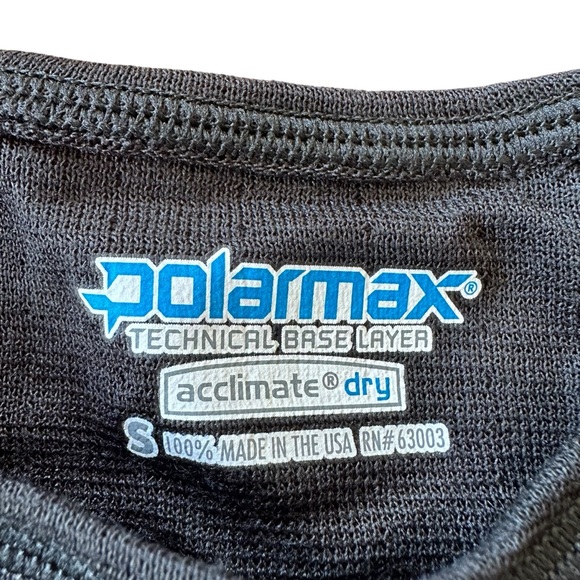 polarmax®
TECHNICAL BASE LAYER
acclimate® dry
S 100% MADE IN THE USA RN#63003